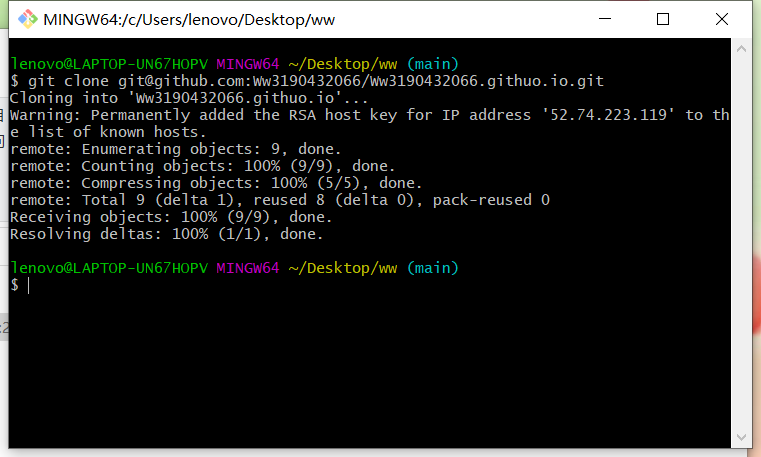 MINGW64:/c/Users/lenovo/Desktop/ww
lenovo@LAPTOP-UN67HOPV MINGW64 ~/Desktop/ww (main)
$ git clone git@github.com:Ww3190432066/Ww3190432066.githuo.io.git
Cloning into 'Ww3190432066.githuo.io'...
Warning: Permanently added the RSA host key for IP address '52.74.223.119' to th
e list of known hosts.
remote: Enumerating objects: 9, done.
remote: Counting objects: 100% (9/9), done.
remote: Compressing objects: 100% (5/5), done.
remote: Total 9 (delta 1), reused 8 (delta 0), pack-reused 0
Receiving objects: 100% (9/9), done.
Resolving deltas: 100% (1/1), done.
lenovo@LAPTOP-UN67HOPV MINGW64 ~/Desktop/ww (main)
$